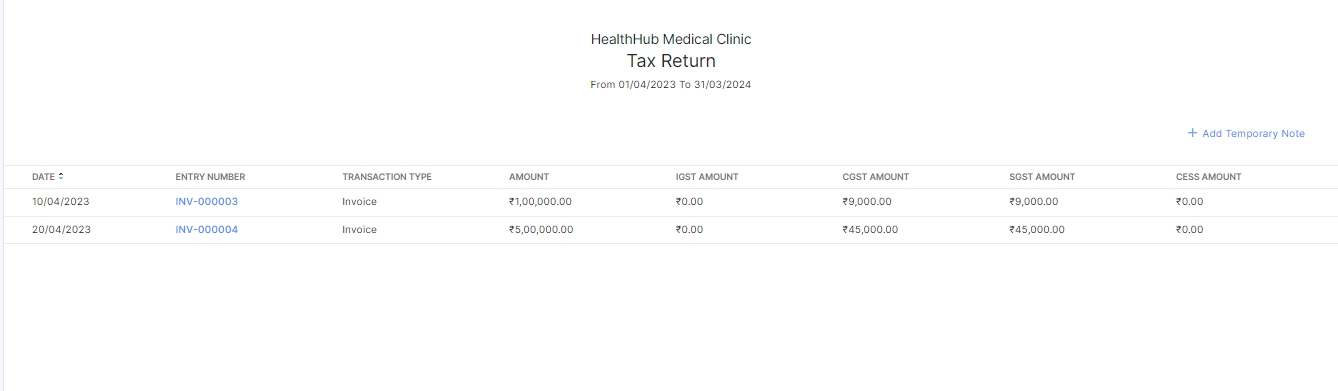 HealthHub Medical Clinic
Tax Return
From 01/04/2023 To 31/03/2024
+ Add Temporary Note
DATE ENTRY NUMBER TRANSACTION TYPE AMOUNT IGST AMOUNT CGST AMOUNT SGST AMOUNT CESS AMOUNT
10/04/2023 INV-000003 Invoice ₹1,00,000.00 ₹0.00 ₹9,000.00 ₹9,000.00 ₹0.00
20/04/2023 INV-000004 Invoice ₹5,00,000.00 ₹0.00 ₹45,000.00 ₹45,000.00 ₹0.00